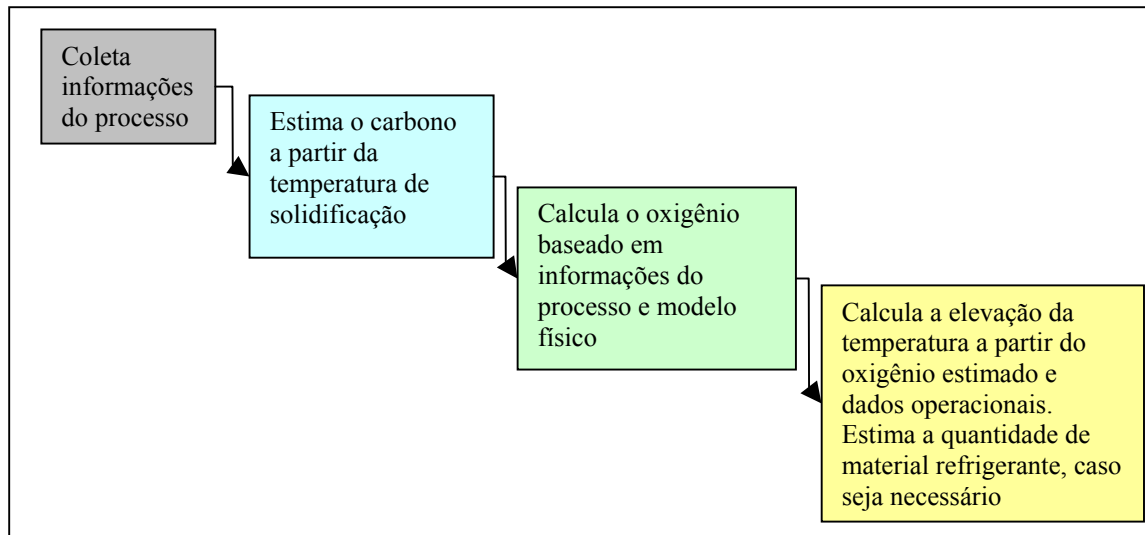 Coleta
informações
do processo
Estima o carbono
a partir da
temperatura de
solidificação
Calcula o oxigênio
baseado em
informações do
processo e modelo
físico
Calcula a elevação da
temperatura a partir do
oxigênio estimado e
dados operacionais.
Estima a quantidade de
material refrigerante, caso
seja necessário